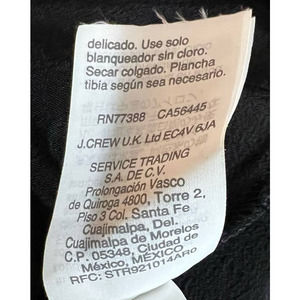 delicado. Use solo
blanqueador sin cloro.
Secar colgado. Plancha
tibia según sea necesario.
RN77388 CA56445
J.CREW U.K. Ltd EC4V 6JA
SERVICE TRADING
S.A. DE C.V.
Prolongación Vasco
de Quiroga 4800, Torre 2,
Piso 3 Col. Santa Fe
Cuajimalpa, Del.
Cuajimalpa de Morelos
C.P. 05348, Ciudad de
México, MÉXICO
RFC: STR921014AR0